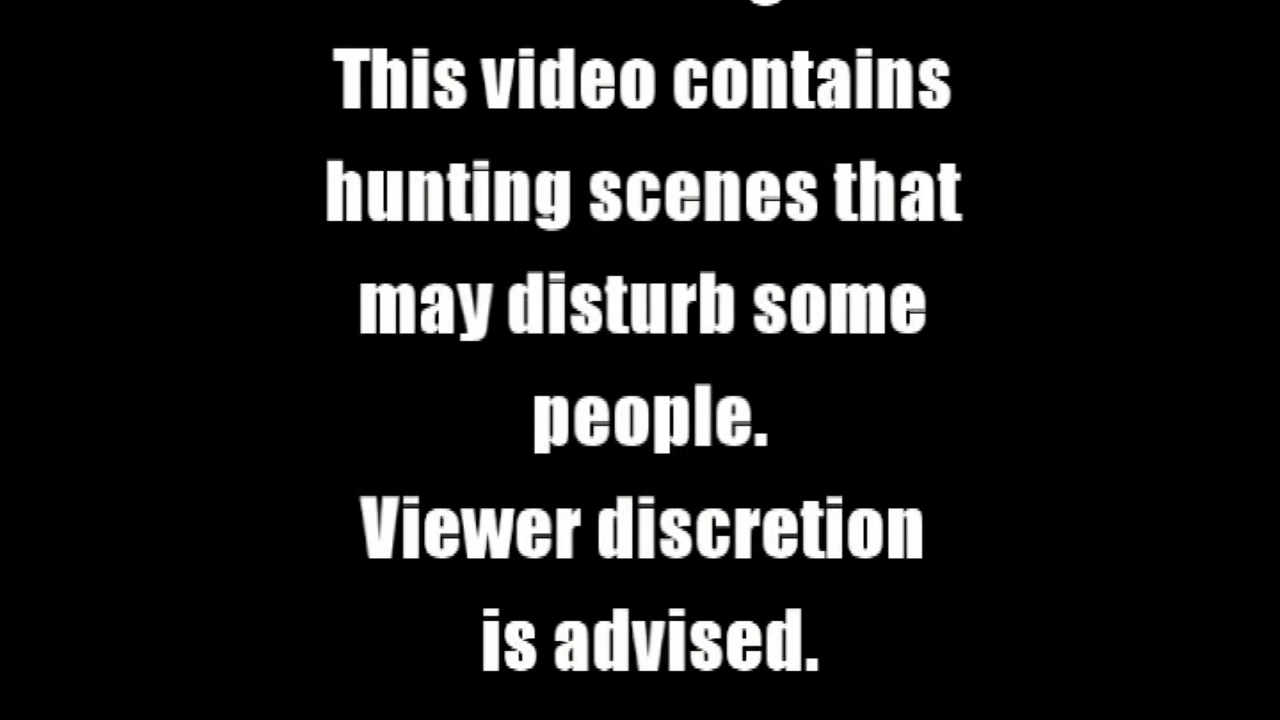 This video contains
hunting scenes that
may disturb some
people.
Viewer discretion
is advised.